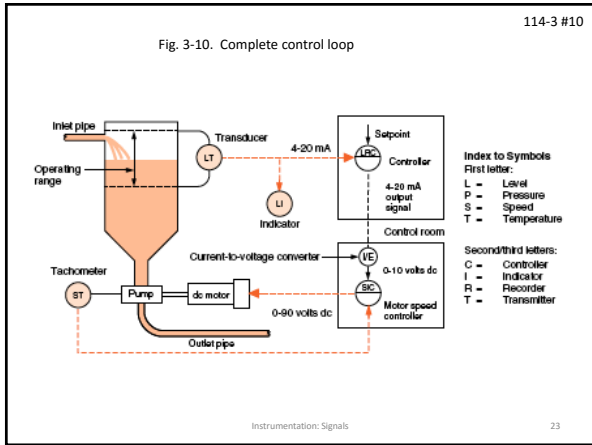 114-3 #10
Fig. 3-10.  Complete control loop
Inlet pipe
Operating
range
Transducer
LT
4-20 mA
LI
Indicator
Setpoint
LRC
Controller
4-20 mA
output
signal
Control room
Current-to-voltage converter
I/E
0-10 volts dc
SIC
Motor speed
controller
Tachometer
ST
Pump
dc motor
0-90 volts dc
Outlet pipe
Index to Symbols
First letter:
L = Level
P = Pressure
S = Speed
T = Temperature
Second/third letters:
C = Controller
I = Indicator
R = Recorder
T = Transmitter
Instrumentation: Signals
23